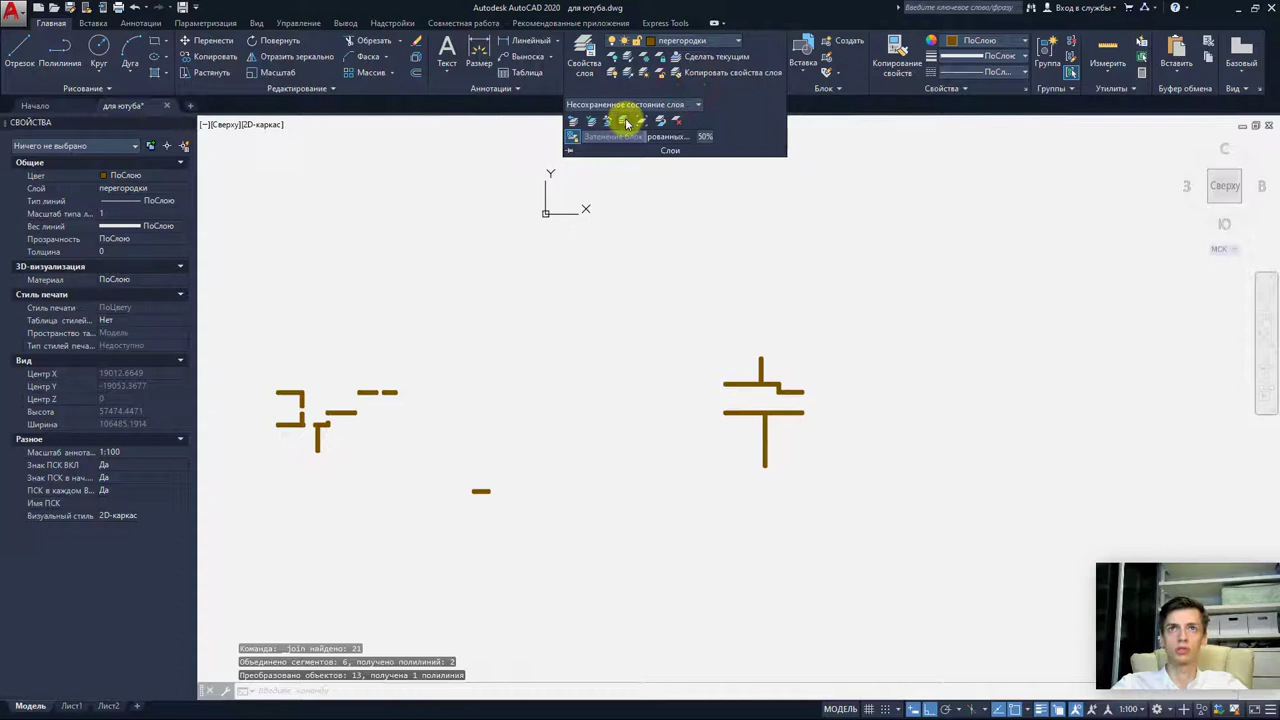 Autodesk AutoCAD 2020 для ютуба.dwg
Введите ключевое слово/фразу
Вход в службы
Главная Вставка Аннотации Параметризация Вид Управление Вывод Надстройки Совместная работа Рекомендованные приложения Express Tools
Отрезок Полилиния Круг Дуга
Перенести Повернуть Обрезать
Копировать Отразить зеркально Фаска
Растянуть Масштаб Массив
Текст Размер
Линейный
Выноска
Таблица
Свойства слоя
перегородки
Сделать текущим
Копировать свойства слоя
Вставить
Создать
Копирование свойств
ПоСлою
ПоСлою
ПоСл...
Группа
Измерить
Вставить
Базовый
Рисование Редактирование Аннотации Блок Свойства Группы Утилиты Буфер обмена Вид
Несохраненное состояние слоя
рованных... 50%
Слои
Начало для ютуба*
СВОЙСТВА
[−][Сверху][2D-каркас]
Ничего не выбрано
Общие
Цвет ПоСлою
Слой перегородки
Тип линий ПоСлою
Масштаб типа л... 1
Вес линий ПоСлою
Прозрачность ПоСлою
Толщина 0
3D-визуализация
Материал ПоСлою
Стиль печати
Стиль печати ПоЦвету
Таблица стилей... Нет
Пространство та... Модель
Тип стилей печа... Недоступно
Вид
Центр X 19012.6649
Центр Y -19053.3677
Центр Z 0
Высота 57474.4471
Ширина 106485.1914
Разное
Масштаб аннота... 1:100
Знак ПСК ВКЛ Да
Знак ПСК в нач... Да
ПСК в каждом В... Да
Имя ПСК
Визуальный стиль 2D-каркас
Y
X
С
З Сверху В
Ю
МСК
Команда: _join найдено: 21
Объединено сегментов: 6, получено полилиний: 2
Преобразовано объектов: 13, получена 1 полилиния
Введите команду
Модель Лист1 Лист2
МОДЕЛЬ
1:100